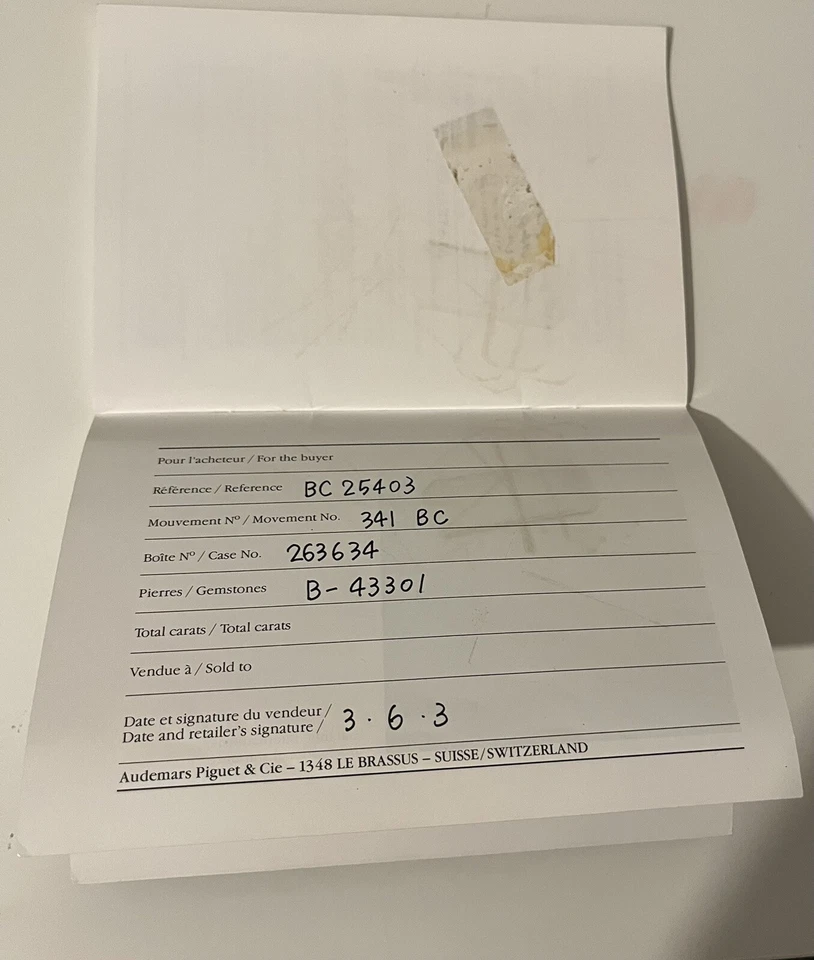 Pour l'acheteur / For the buyer
Référence / Reference BC 25403
Mouvement Nº / Movement No. 341 BC
Boîte Nº / Case No. 263634
Pierres / Gemstones B- 43301
Total carats / Total carats
Vendue à / Sold to
Date et signature du vendeur /
Date and retailer's signature / 3 · 6 · 3
Audemars Piguet & Cie – 1348 LE BRASSUS – SUISSE/SWITZERLAND